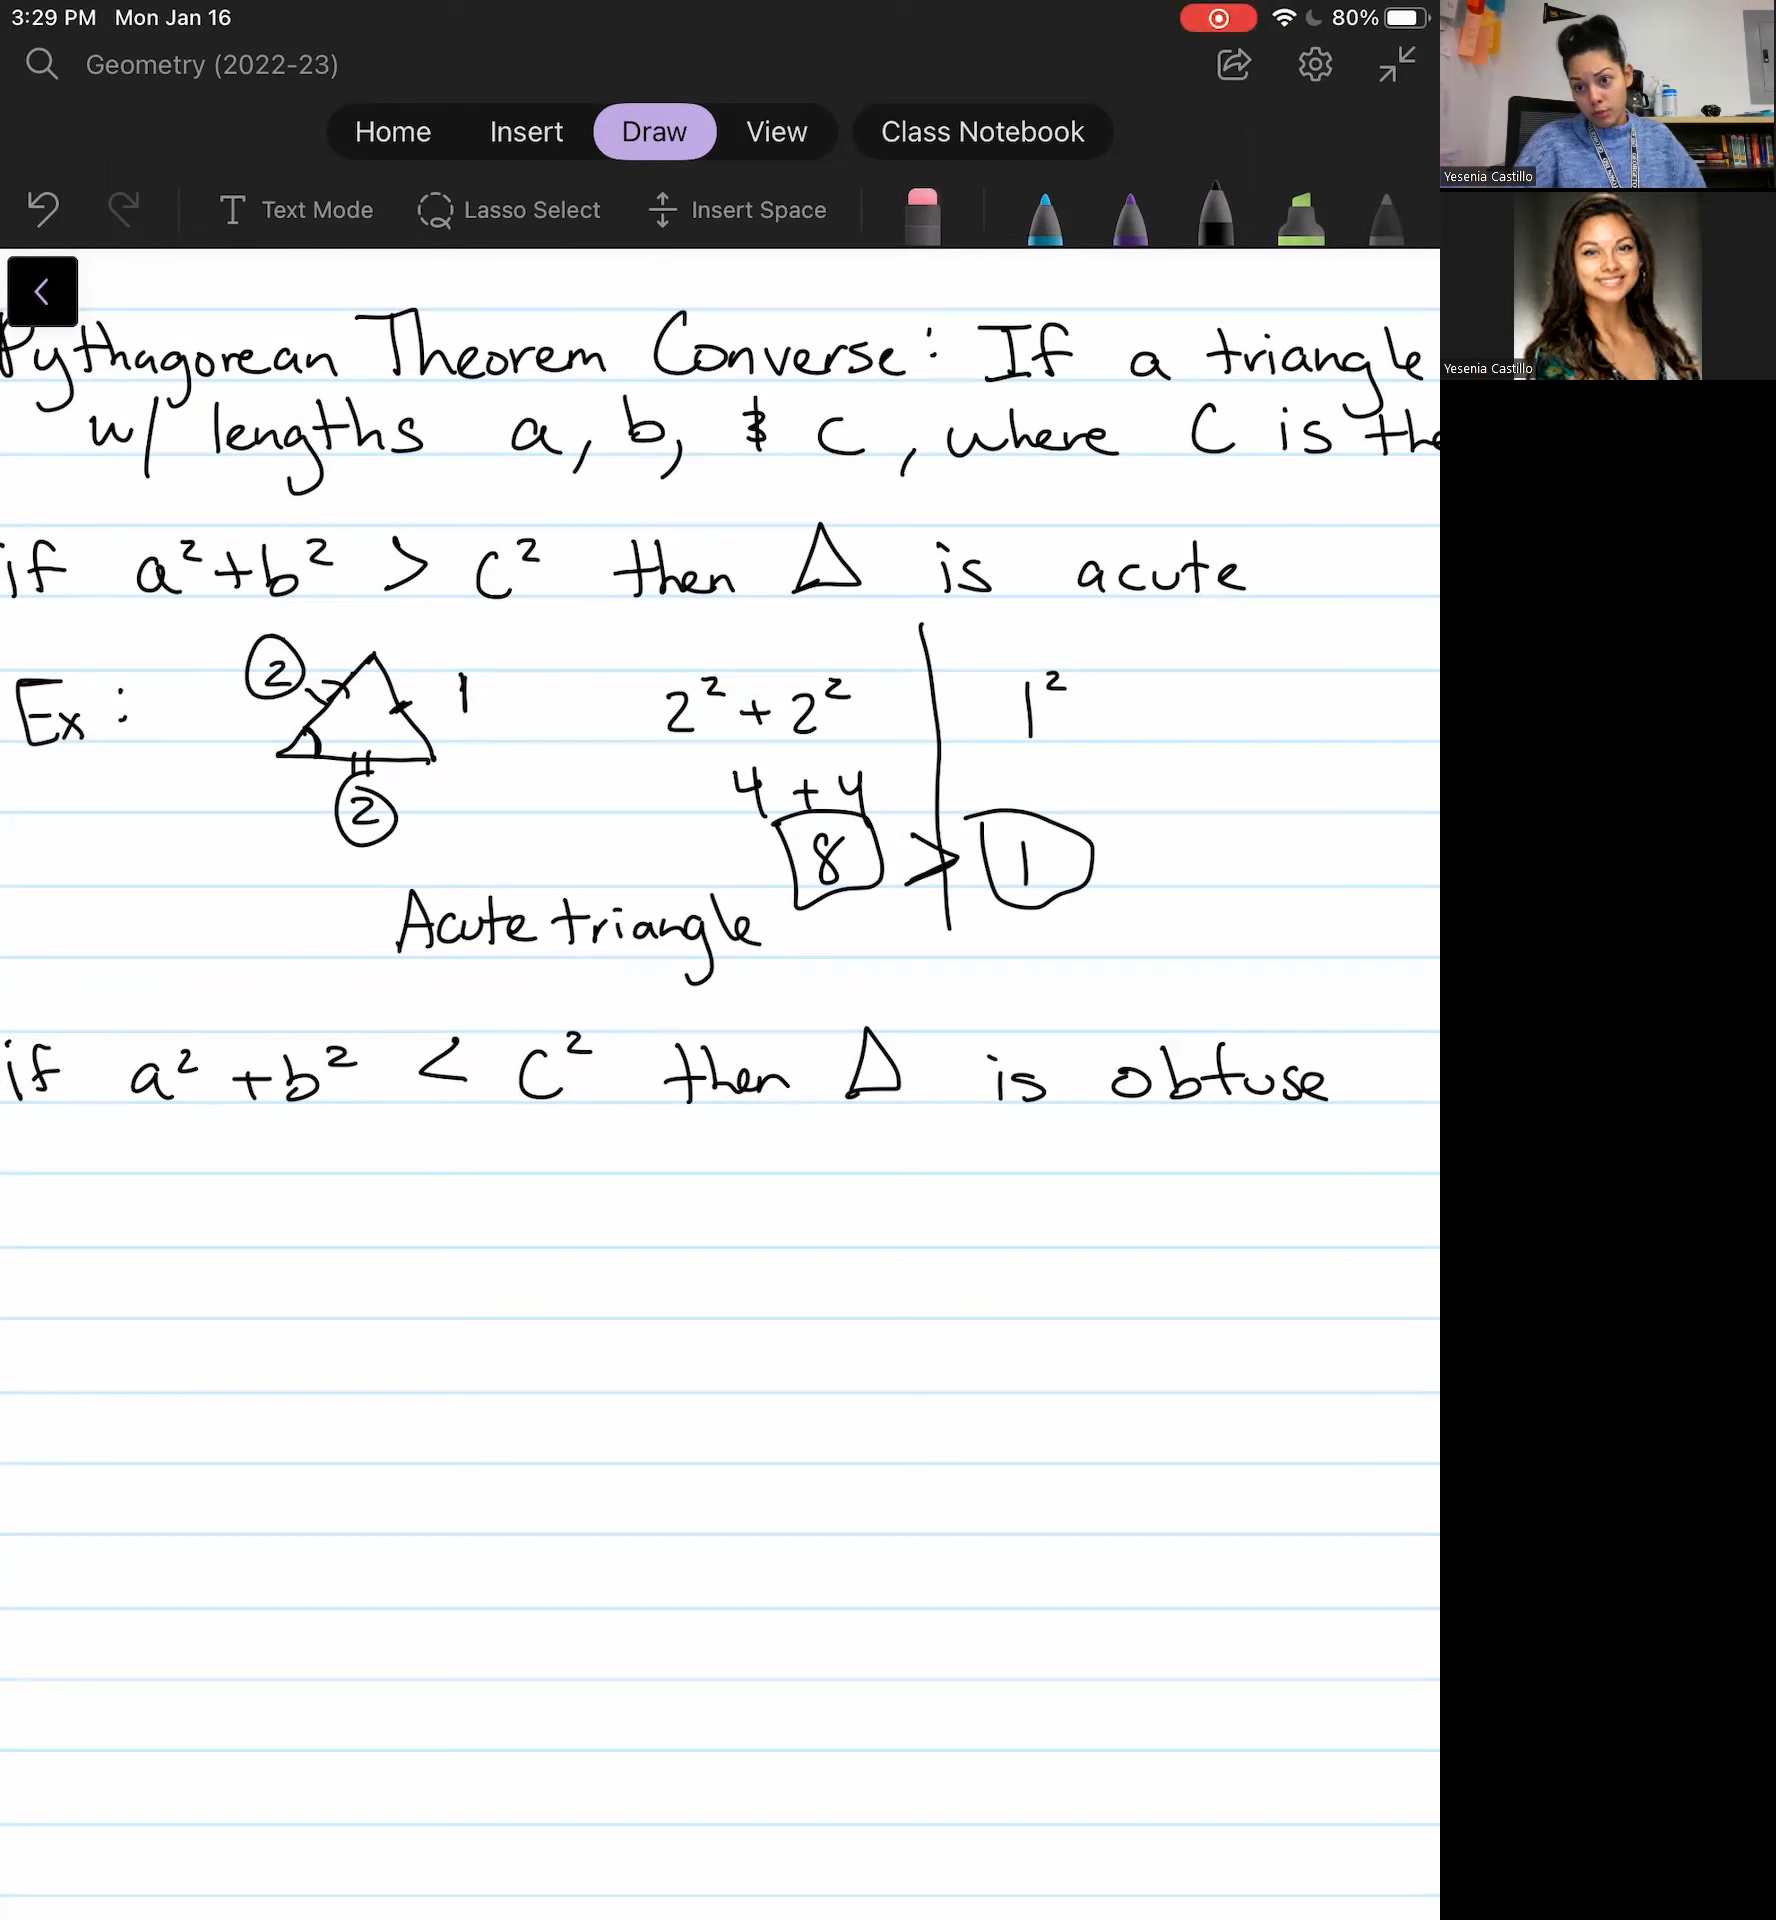 3:29 PM Mon Jan 16
80%
Geometry (2022-23)
Home Insert Draw View Class Notebook
Text Mode Lasso Select Insert Space
Yesenia Castillo
Yesenia Castillo
Pythagorean Theorem Converse: If a triangle
w/ lengths a, b, & c, where C is the
if a² + b² > c² then △ is acute
Ex: 2 1 2² + 2² 1²
4 + 4
2 8 > 1
Acute triangle
if a² + b² < c² then △ is obtuse